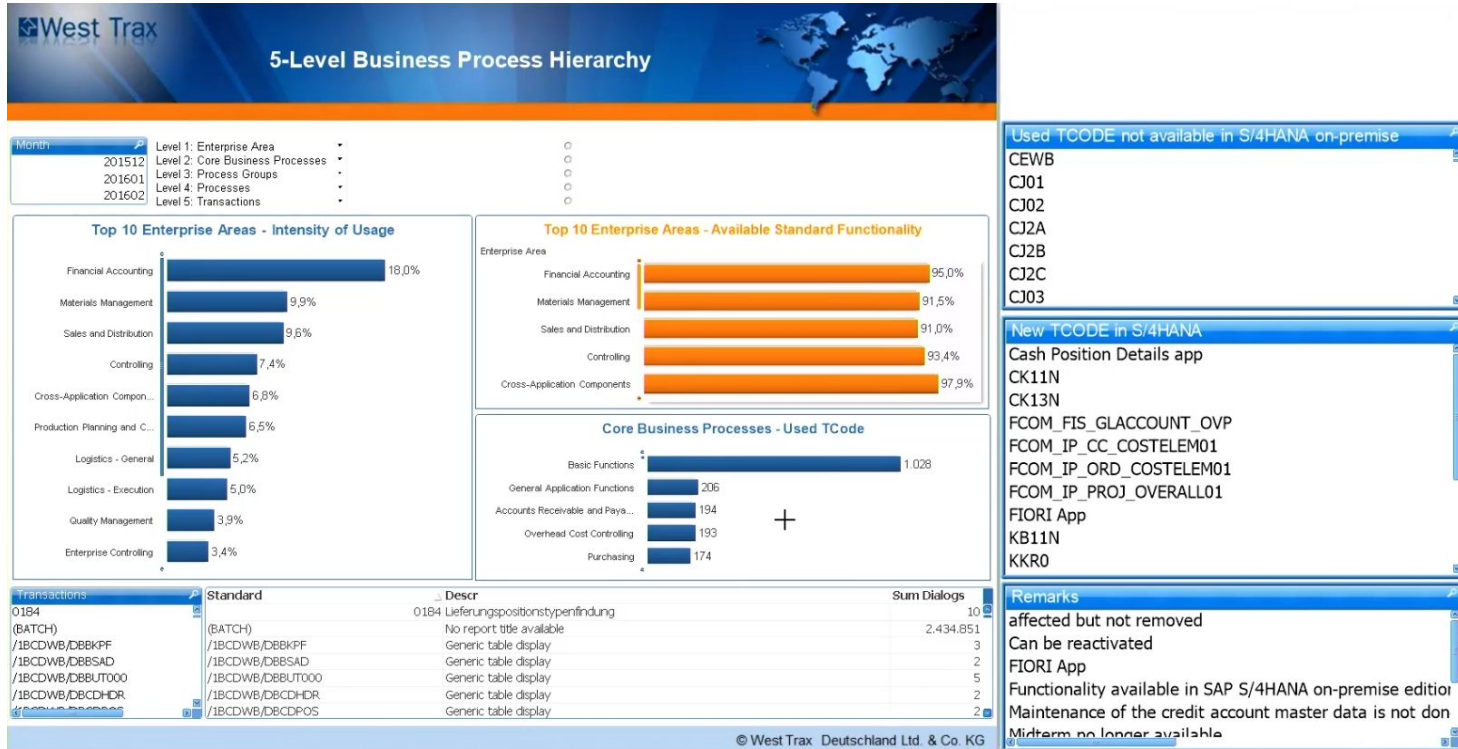 West Trax
5-Level Business Process Hierarchy
Month
201512
201601
201602
Level 1: Enterprise Area
Level 2: Core Business Processes
Level 3: Process Groups
Level 4: Processes
Level 5: Transactions
Top 10 Enterprise Areas - Intensity of Usage
Financial Accounting 18,0%
Materials Management 9,9%
Sales and Distribution 9,6%
Controlling 7,4%
Cross-Application Compon... 6,8%
Production Planning and C... 6,5%
Logistics - General 5,2%
Logistics - Execution 5,0%
Quality Management 3,9%
Enterprise Controlling 3,4%
Top 10 Enterprise Areas - Available Standard Functionality
Enterprise Area
Financial Accounting 95,0%
Materials Management 91,5%
Sales and Distribution 91,0%
Controlling 93,4%
Cross-Application Components 97,9%
Core Business Processes - Used TCode
Basic Functions 1.028
General Application Functions 206
Accounts Receivable and Paya... 194
Overhead Cost Controlling 193
Purchasing 174
Transactions
0184
(BATCH)
/1BCDWB/DBBKPF
/1BCDWB/DBBSAD
/1BCDWB/DBBUT000
/1BCDWB/DBCDHDR
Standard Descr Sum Dialogs
0184 Lieferungspositionstypenfindung 10
(BATCH) No report title available 2.434.851
/1BCDWB/DBBKPF Generic table display 3
/1BCDWB/DBBSAD Generic table display 2
/1BCDWB/DBBUT000 Generic table display 5
/1BCDWB/DBCDHDR Generic table display 2
/1BCDWB/DBCDPOS Generic table display 2
© West Trax Deutschland Ltd. & Co. KG
Used TCODE not available in S/4HANA on-premise
CEWB
CJ01
CJ02
CJ2A
CJ2B
CJ2C
CJ03
New TCODE in S/4HANA
Cash Position Details app
CK11N
CK13N
FCOM_FIS_GLACCOUNT_OVP
FCOM_IP_CC_COSTELEM01
FCOM_IP_ORD_COSTELEM01
FCOM_IP_PROJ_OVERALL01
FIORI App
KB11N
KKR0
Remarks
affected but not removed
Can be reactivated
FIORI App
Functionality available in SAP S/4HANA on-premise edition
Maintenance of the credit account master data is not don
Midterm no longer available